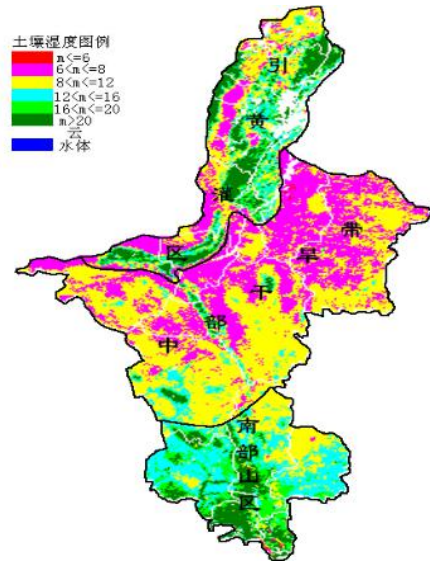 土壤湿度图例
m<=6
6<m<=8
8<m<=12
12<m<=16
16<m<=20
m>20
云
水体
引黄灌区
中部干旱带
南部山区